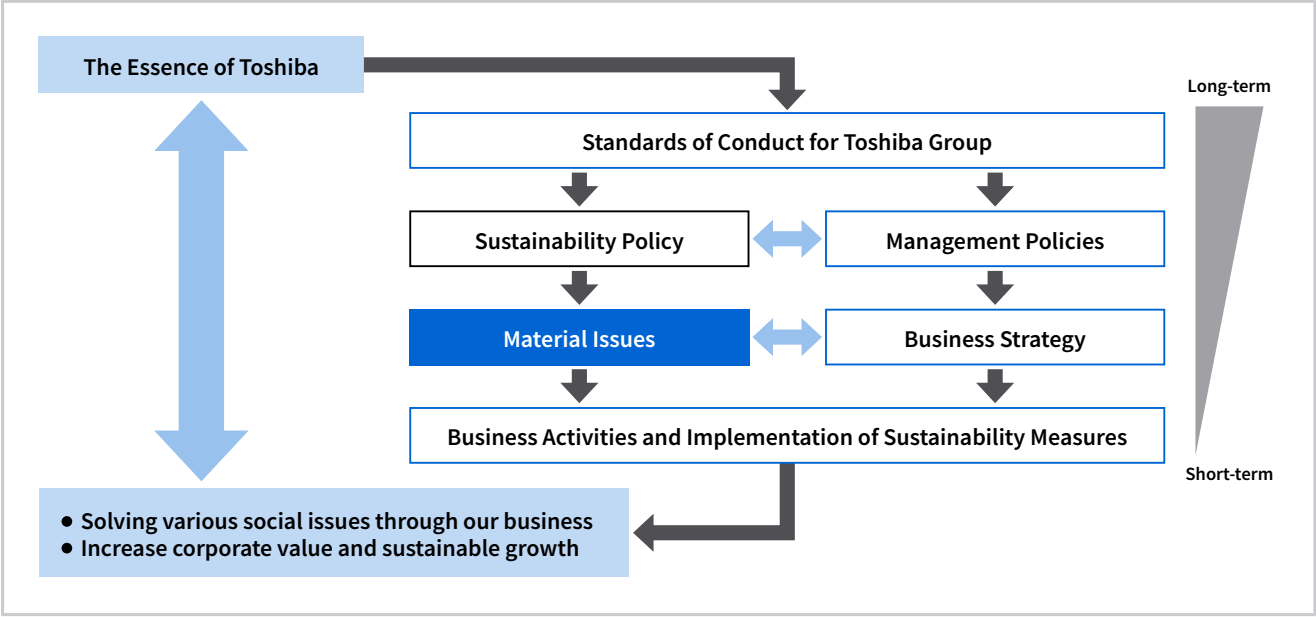 The Essence of Toshiba
Long-term
Standards of Conduct for Toshiba Group
Sustainability Policy
Management Policies
Material Issues
Business Strategy
Business Activities and Implementation of Sustainability Measures
Short-term
● Solving various social issues through our business
● Increase corporate value and sustainable growth